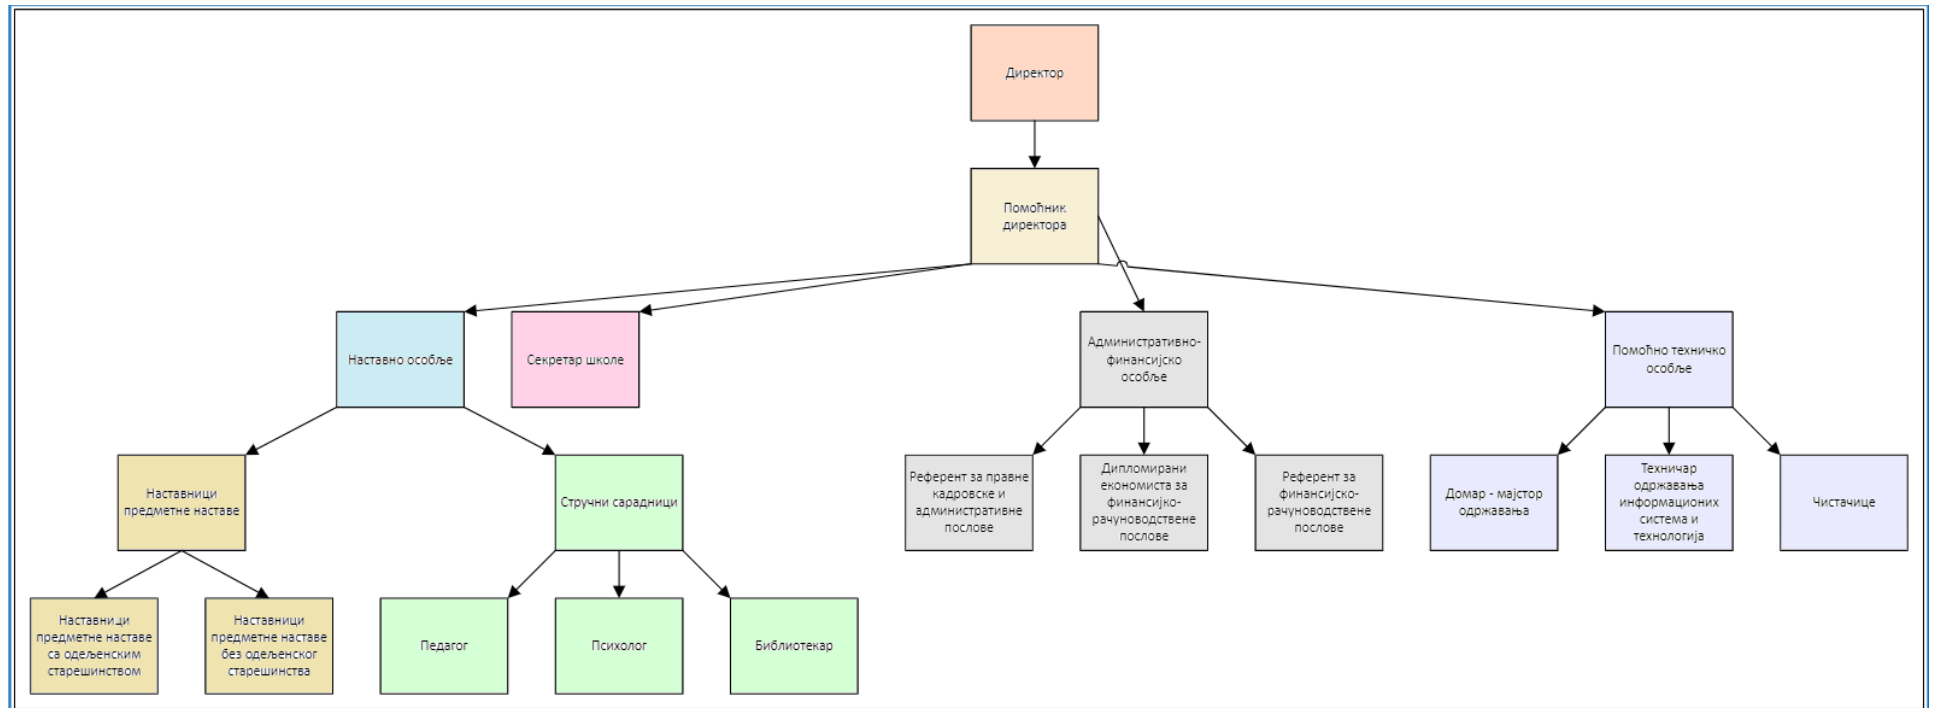 Директор
Помоћник
директора
Наставно особље
Секретар школе
Административно-
финансијско
особље
Помоћно техничко
особље
Наставници
предметне наставе
Стручни сарадници
Референт за правне
кадровске и
административне
послове
Дипломирани
економиста за
финансијко-
рачуноводствене
послове
Референт за
финансијско-
рачуноводствене
послове
Домар - мајстор
одржавања
Техничар
одржавања
информационих
система и
технологија
Чистачице
Наставници
предметне наставе
са одељенским
старешинством
Наставници
предметне наставе
без одељенског
старешинства
Педагог
Психолог
Библиотекар